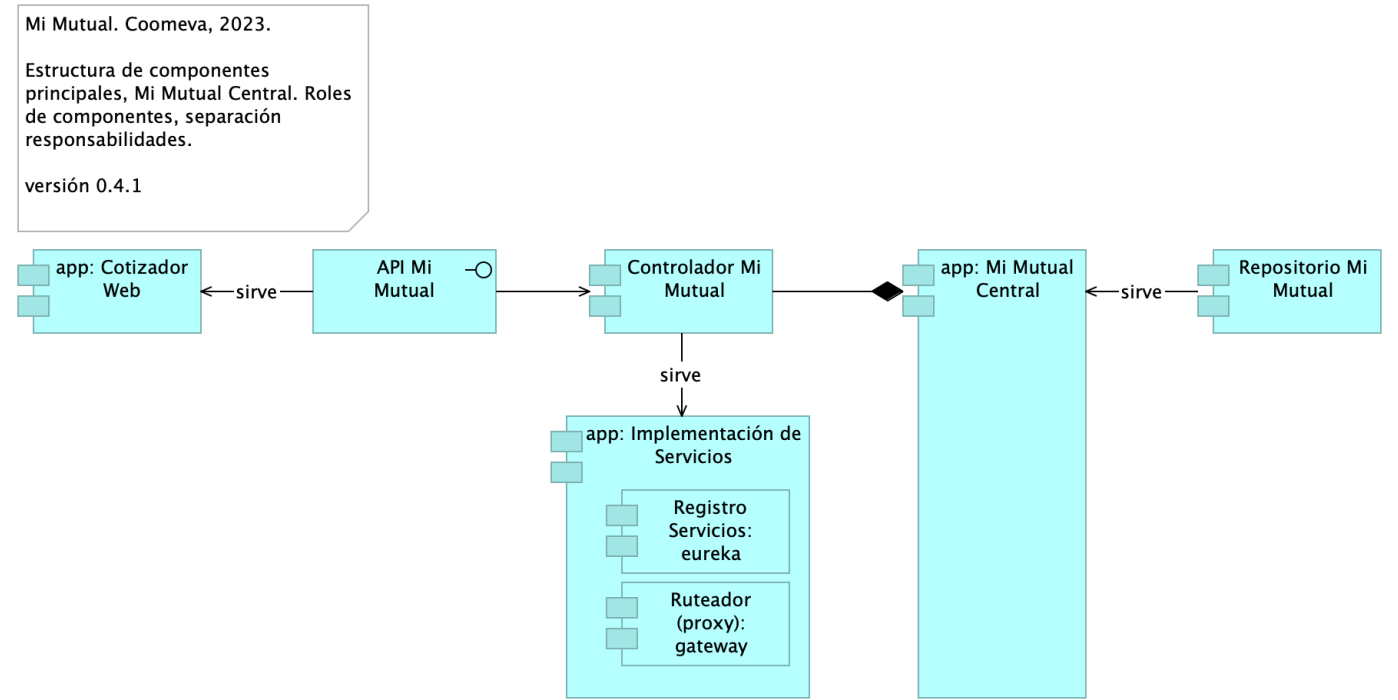 Mi Mutual. Coomeva, 2023.
Estructura de componentes
principales, Mi Mutual Central. Roles
de componentes, separación
responsabilidades.
versión 0.4.1
app: Cotizador
Web
sirve
API Mi
Mutual
Controlador Mi
Mutual
app: Mi Mutual
Central
sirve
Repositorio Mi
Mutual
sirve
app: Implementación de
Servicios
Registro
Servicios:
eureka
Ruteador
(proxy):
gateway